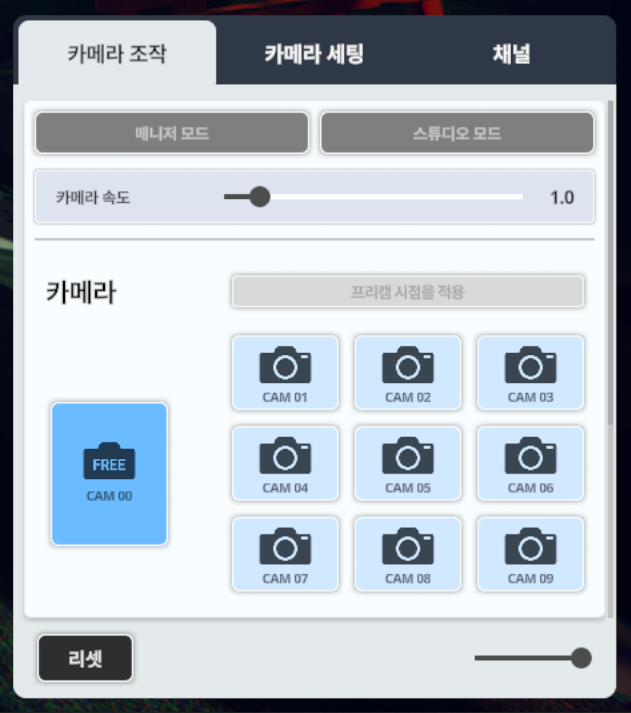 카메라 조작
카메라 세팅
채널
매니저 모드
스튜디오 모드
카메라 속도
1.0
카메라
프리캠 시점을 적용
CAM 01
CAM 02
CAM 03
FREE
CAM 00
CAM 04
CAM 05
CAM 06
CAM 07
CAM 08
CAM 09
리셋